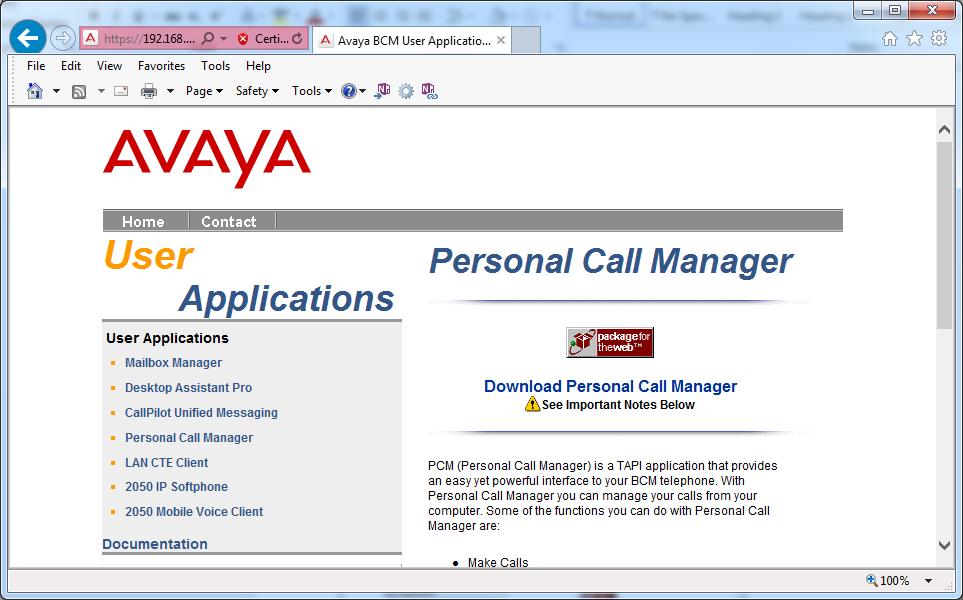 https://192.168....
Certi...
Avaya BCM User Applicatio...
File Edit View Favorites Tools Help
Page Safety Tools
AVAYA
Home Contact
User
Applications
User Applications
Mailbox Manager
Desktop Assistant Pro
CallPilot Unified Messaging
Personal Call Manager
LAN CTE Client
2050 IP Softphone
2050 Mobile Voice Client
Documentation
Personal Call Manager
package for
the web™
Download Personal Call Manager
See Important Notes Below
PCM (Personal Call Manager) is a TAPI application that provides
an easy yet powerful interface to your BCM telephone. With
Personal Call Manager you can manage your calls from your
computer. Some of the functions you can do with Personal Call
Manager are:
Make Calls
100%